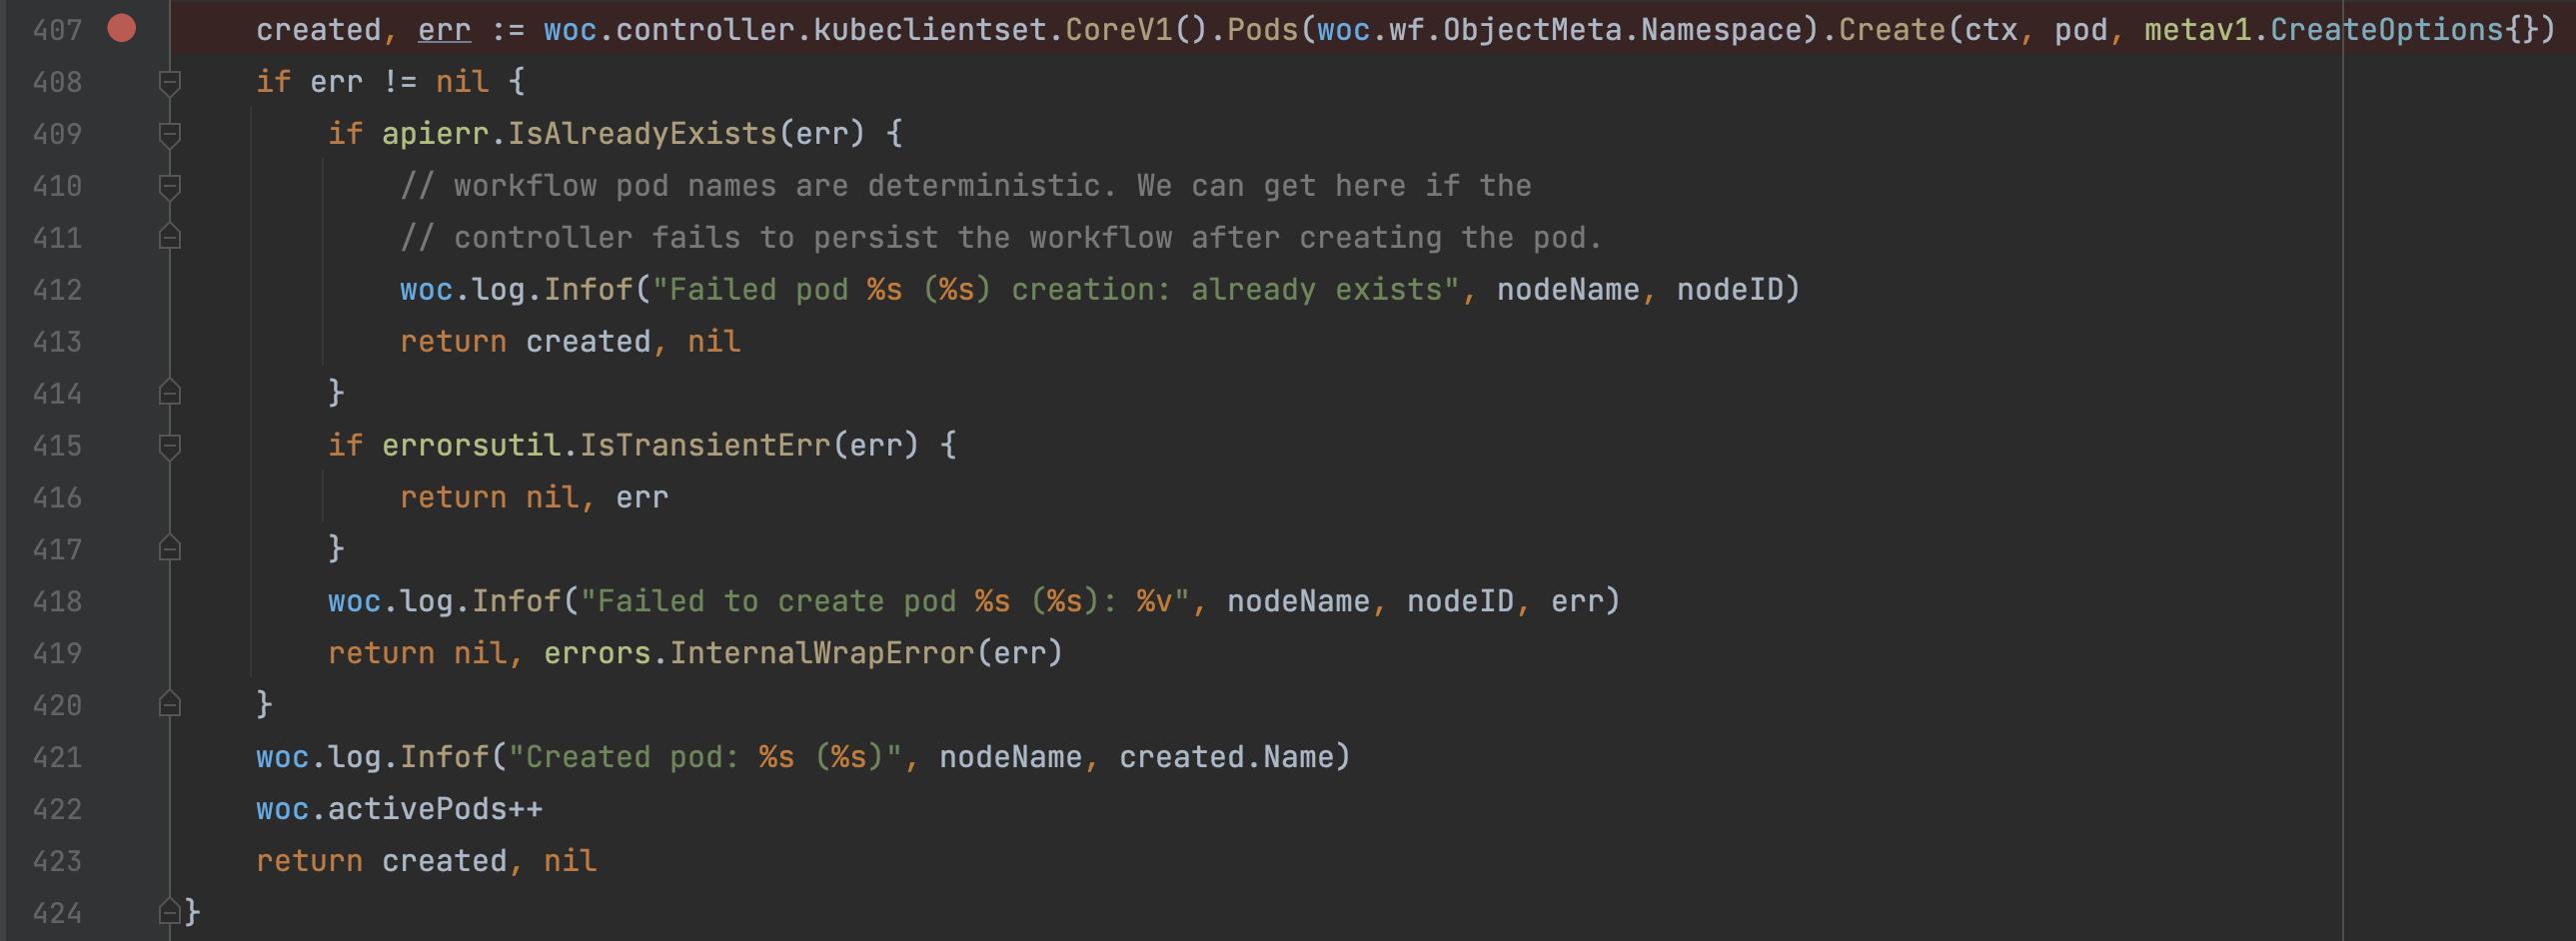 407 created, err := woc.controller.kubeclientset.CoreV1().Pods(woc.wf.ObjectMeta.Namespace).Create(ctx, pod, metav1.CreateOptions{})
408 if err != nil {
409 if apierr.IsAlreadyExists(err) {
410 // workflow pod names are deterministic. We can get here if the
411 // controller fails to persist the workflow after creating the pod.
412 woc.log.Infof("Failed pod %s (%s) creation: already exists", nodeName, nodeID)
413 return created, nil
414 }
415 if errorsutil.IsTransientErr(err) {
416 return nil, err
417 }
418 woc.log.Infof("Failed to create pod %s (%s): %v", nodeName, nodeID, err)
419 return nil, errors.InternalWrapError(err)
420 }
421 woc.log.Infof("Created pod: %s (%s)", nodeName, created.Name)
422 woc.activePods++
423 return created, nil
424 }